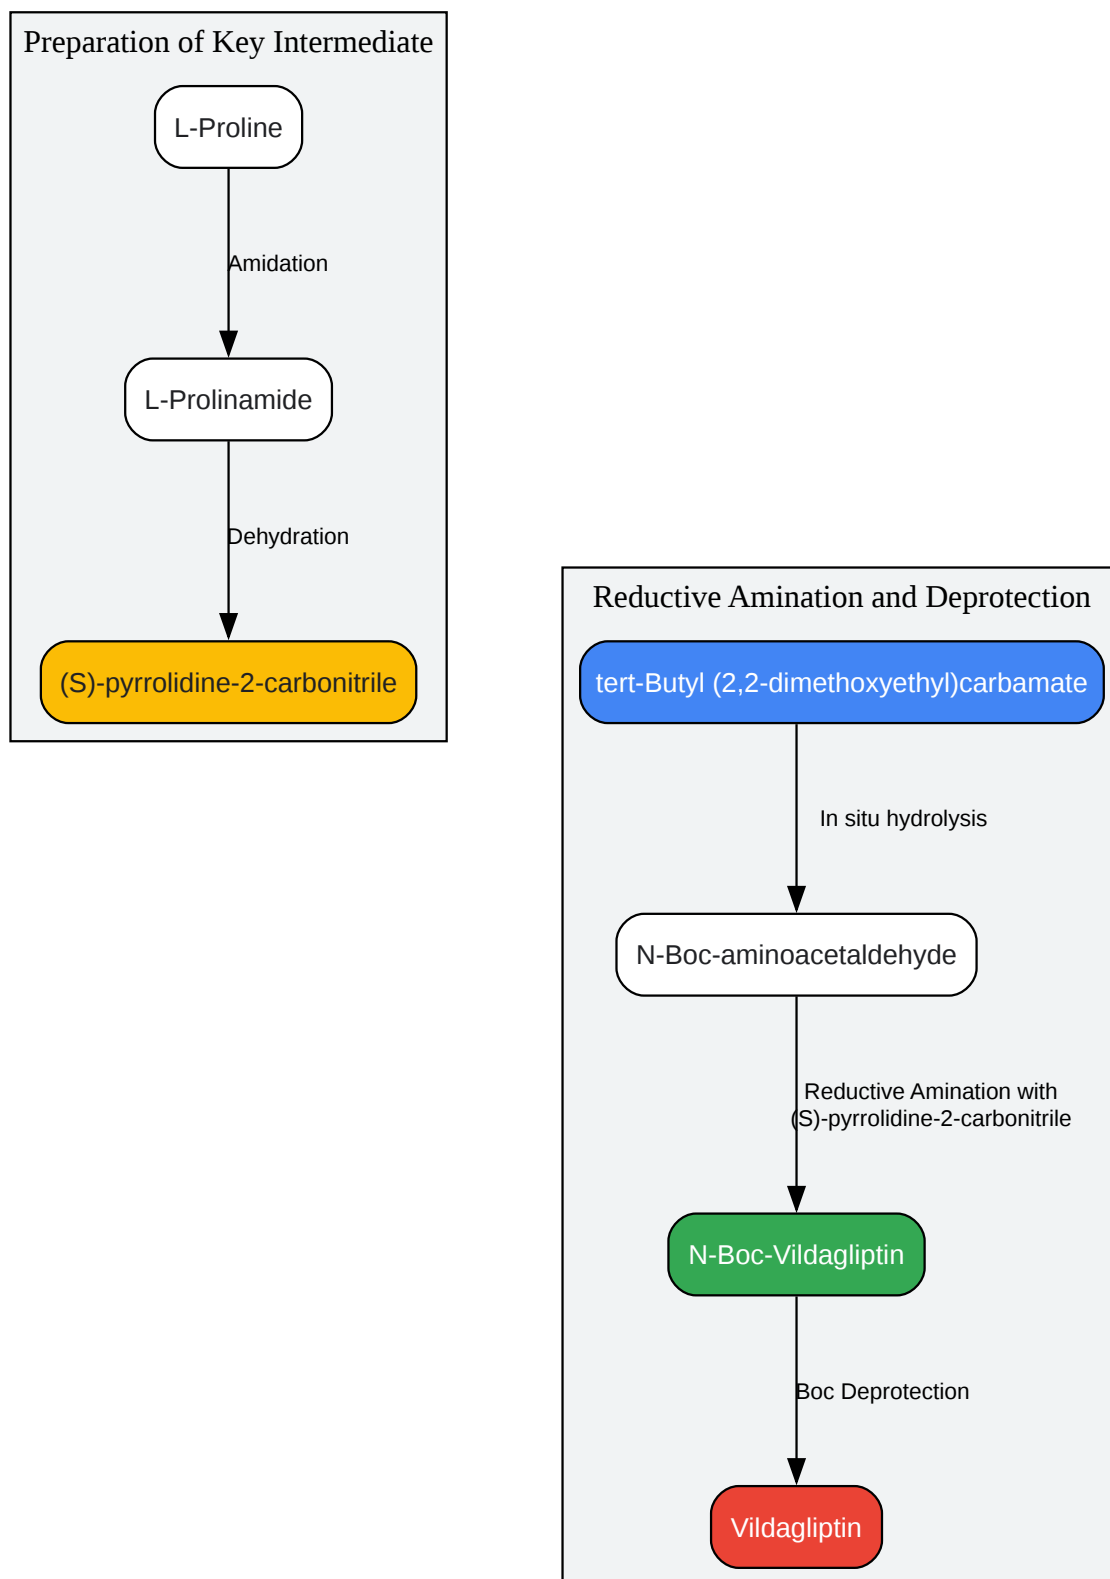 Preparation of Key Intermediate
L-Proline
Amidation
L-Prolinamide
Dehydration
(S)-pyrrolidine-2-carbonitrile
Reductive Amination and Deprotection
tert-Butyl (2,2-dimethoxyethyl)carbamate
In situ hydrolysis
N-Boc-aminoacetaldehyde
Reductive Amination with
(S)-pyrrolidine-2-carbonitrile
N-Boc-Vildagliptin
Boc Deprotection
Vildagliptin